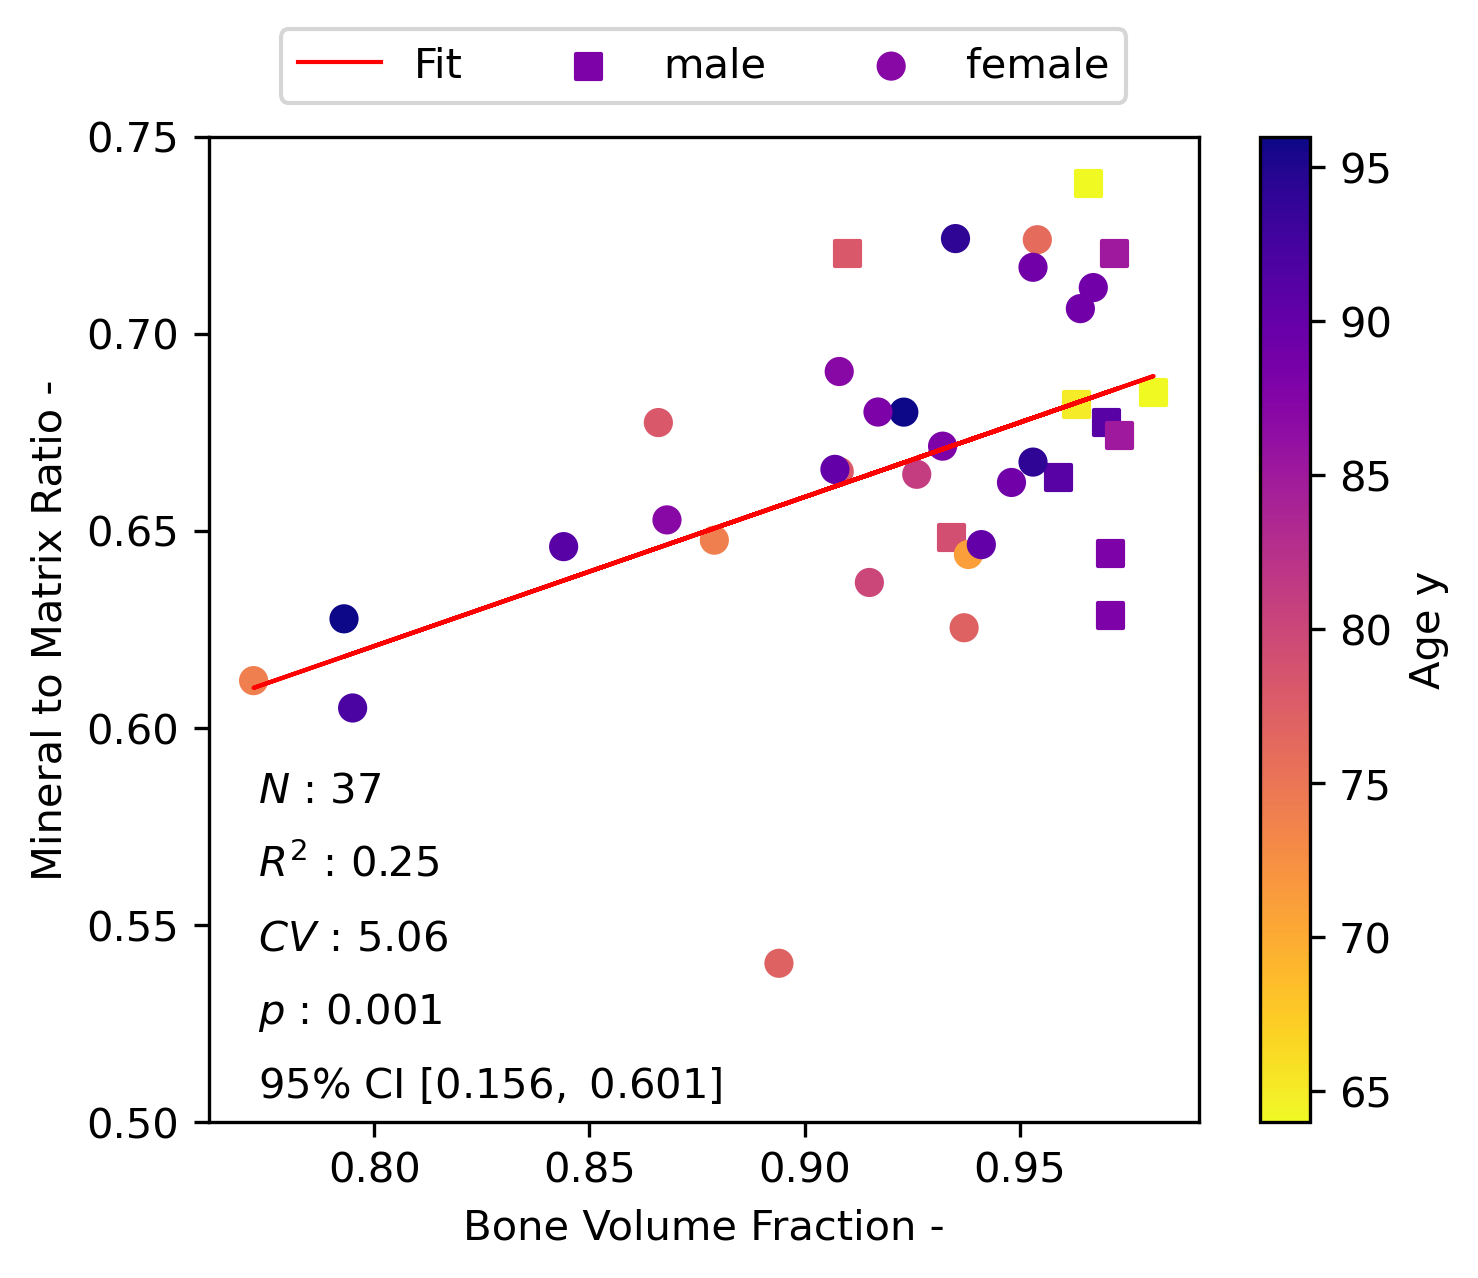 Fit male female
0.75
0.70
0.65
0.60
0.55
0.50
Mineral to Matrix Ratio -
N : 37
R² : 0.25
CV : 5.06
p : 0.001
95% CI [0.156, 0.601]
0.80 0.85 0.90 0.95
Bone Volume Fraction -
95
90
85
80
75
70
65
Age y